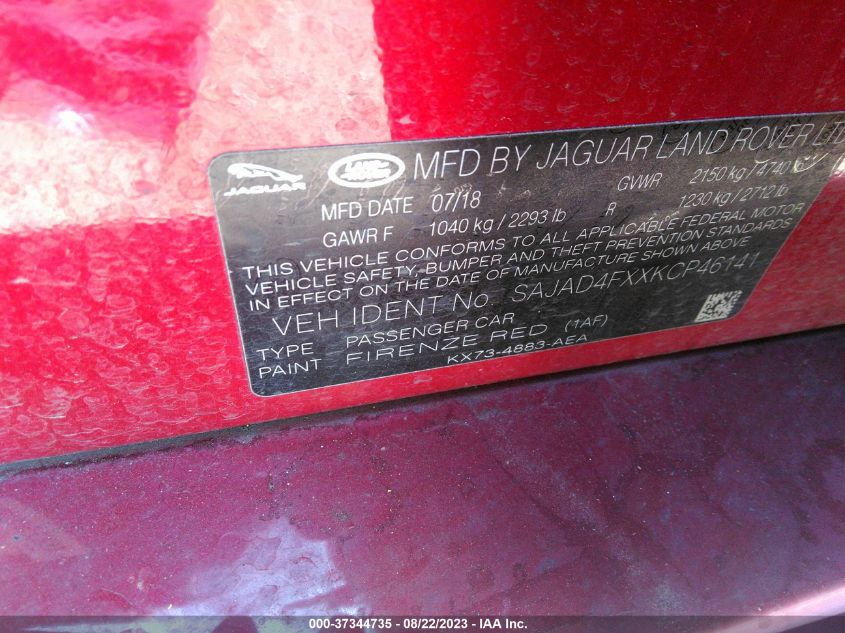 JAGUAR LAND ROVER MFD BY JAGUAR LAND ROVER LTD
MFD DATE 07/18 GVWR 2150 kg / 4740
GAWR F 1040 kg / 2293 lb R 1230 kg / 2712 lb
THIS VEHICLE CONFORMS TO ALL APPLICABLE FEDERAL MOTOR
VEHICLE SAFETY, BUMPER AND THEFT PREVENTION STANDARDS
IN EFFECT ON THE DATE OF MANUFACTURE SHOWN ABOVE
VEH IDENT NO. SAJAD4FXXKCP46141
TYPE PASSENGER CAR
PAINT FIRENZE RED (1AF)
KX73-4883-AEA
000-37344735 - 08/22/2023 - IAA Inc.